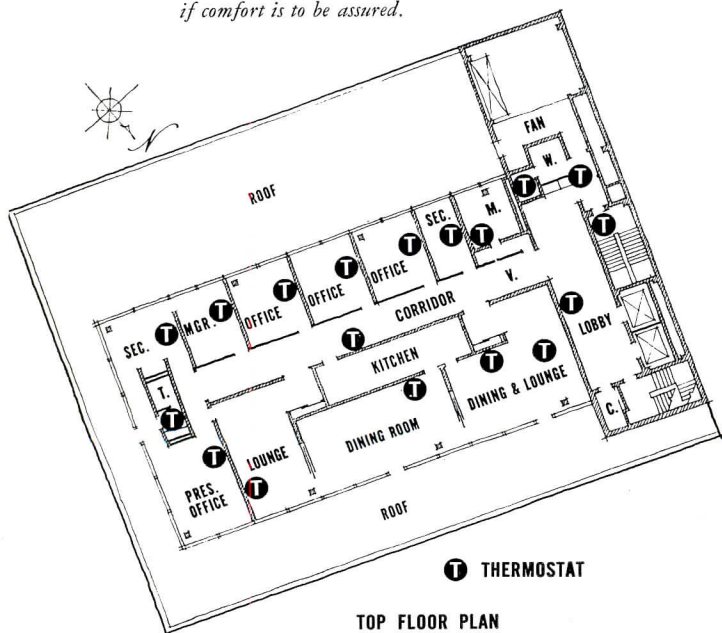 if comfort is to be assured.
N
ROOF
FAN
W.
T
T
T
SEC.
T
M.
T
OFFICE
T
OFFICE
T
OFFICE
T
MGR.
T
SEC.
T
CORRIDOR
T
V.
T
LOBBY
KITCHEN
T
T
DINING & LOUNGE
T
DINING ROOM
C.
T.
T
T
LOUNGE
T
PRES.
OFFICE
ROOF
T THERMOSTAT
TOP FLOOR PLAN